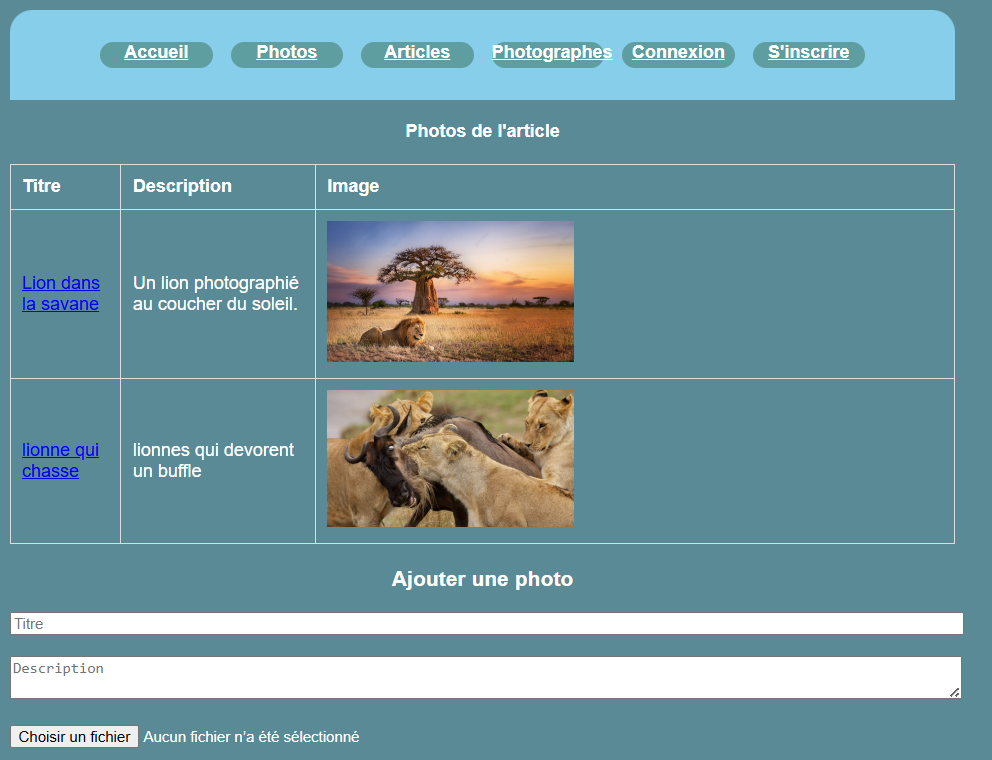 Accueil Photos Articles Photographes Connexion S'inscrire
Photos de l'article
Titre Description Image
Lion dans
la savane
Un lion photographié
au coucher du soleil.
lionne qui
chasse
lionnes qui devorent
un buffle
Ajouter une photo
Titre
Description
Choisir un fichier Aucun fichier n'a été sélectionné